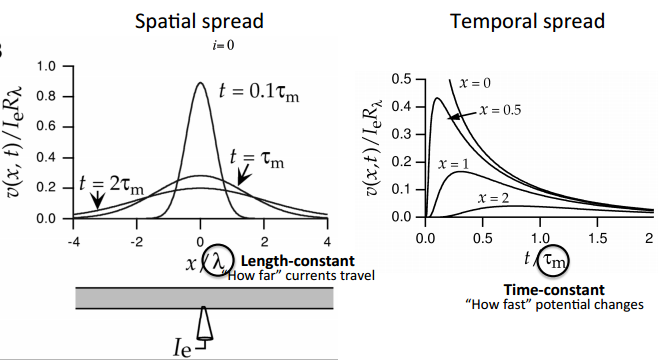 Spatial spread
i=0
B
1.0
0.8
0.6
0.4
0.2
0.0
v(x, t)/IeRλ
t = 0.1τm
t = τm
t = 2τm
-4
-2
0
2
4
x/λ
Length-constant
"How far" currents travel
Ie
Temporal spread
0.5
0.4
0.3
0.2
0.1
0.0
v(x,t)/IeRλ
x = 0
x = 0.5
x = 1
x = 2
0.0
0.5
1.0
1.5
2
t/τm
Time-constant
"How fast" potential changes